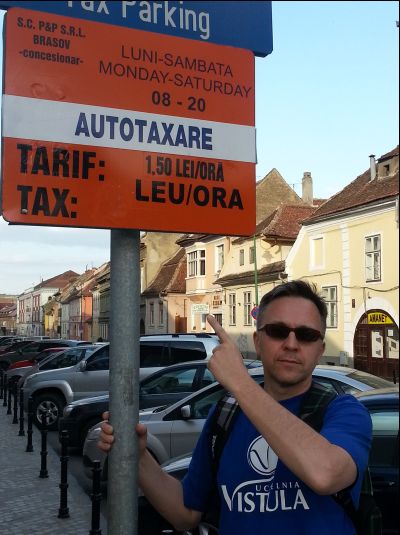 Tax Parking
S.C. P&P S.R.L.
BRASOV
-concesionar-
LUNI-SAMBATA
MONDAY-SATURDAY
08 - 20
AUTOTAXARE
TARIF: 1,50 LEI/ORĂ
TAX: LEU/ORA
AMANET
UCZELNIA
VISTULA